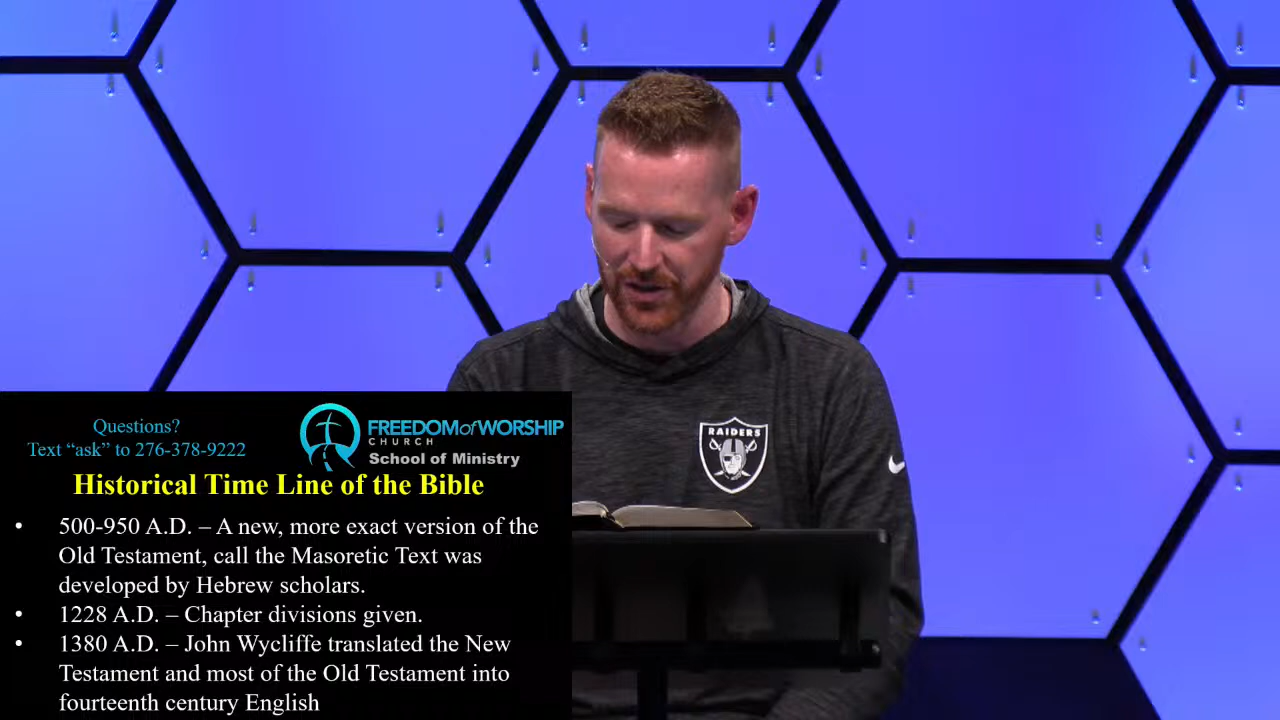 Questions?
Text “ask” to 276-378-9222
FREEDOMofWORSHIP
CHURCH
School of Ministry
Historical Time Line of the Bible
• 500-950 A.D. – A new, more exact version of the
Old Testament, call the Masoretic Text was
developed by Hebrew scholars.
• 1228 A.D. – Chapter divisions given.
• 1380 A.D. – John Wycliffe translated the New
Testament and most of the Old Testament into
fourteenth century English
RAIDERS